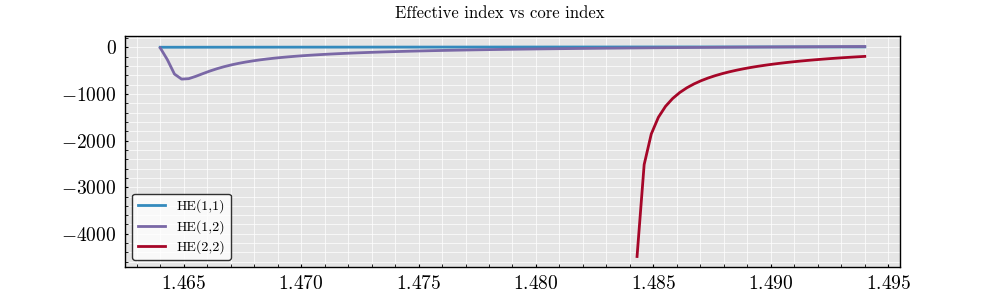 Effective index vs core index
0
−1000
−2000
−3000
−4000
HE(1,1)
HE(1,2)
HE(2,2)
1.465 1.470 1.475 1.480 1.485 1.490 1.495